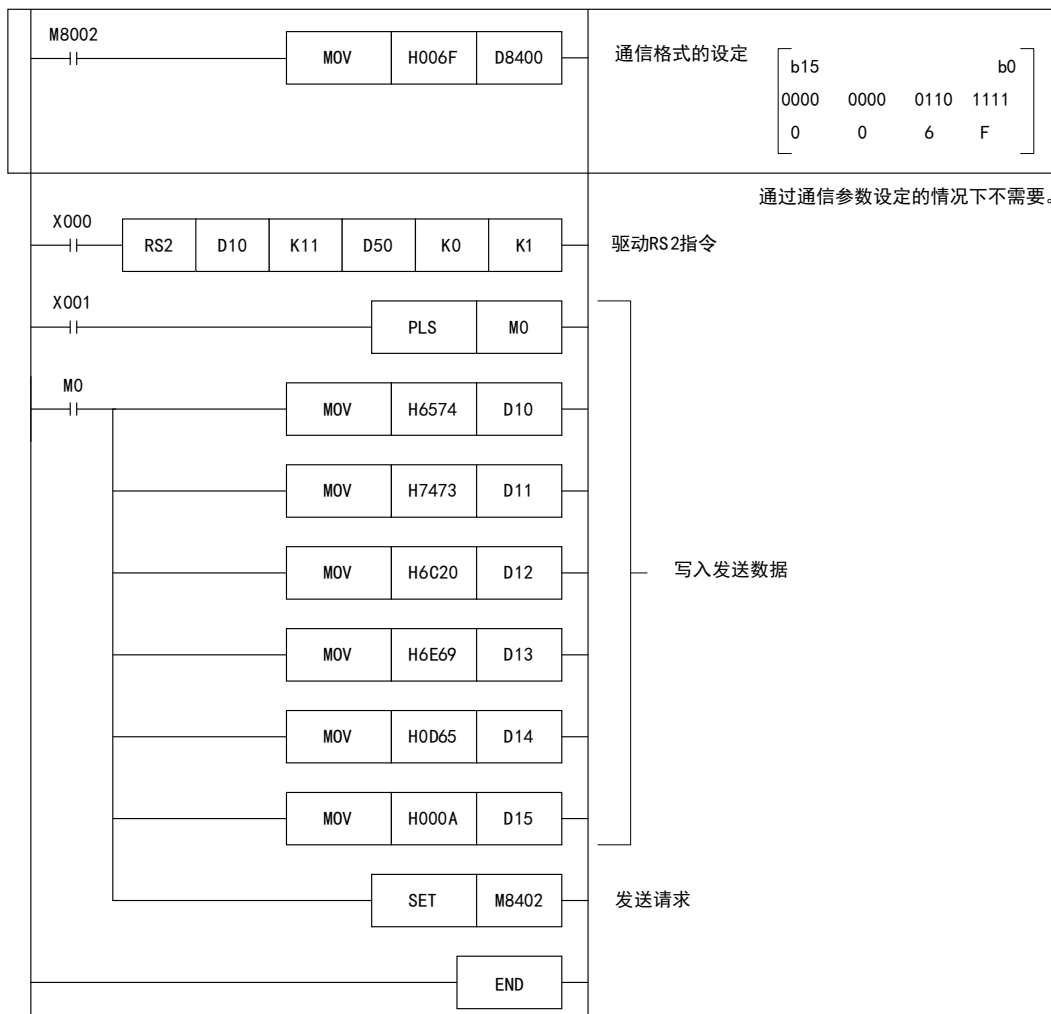 M8002
MOV H006F D8400
通信格式的设定
b15 b0
0000 0000 0110 1111
0 0 6 F
通过通信参数设定的情况下不需要。
X000
RS2 D10 K11 D50 K0 K1
驱动RS2指令
X001
PLS M0
M0
MOV H6574 D10
MOV H7473 D11
MOV H6C20 D12
写入发送数据
MOV H6E69 D13
MOV H0D65 D14
MOV H000A D15
SET M8402
发送请求
END